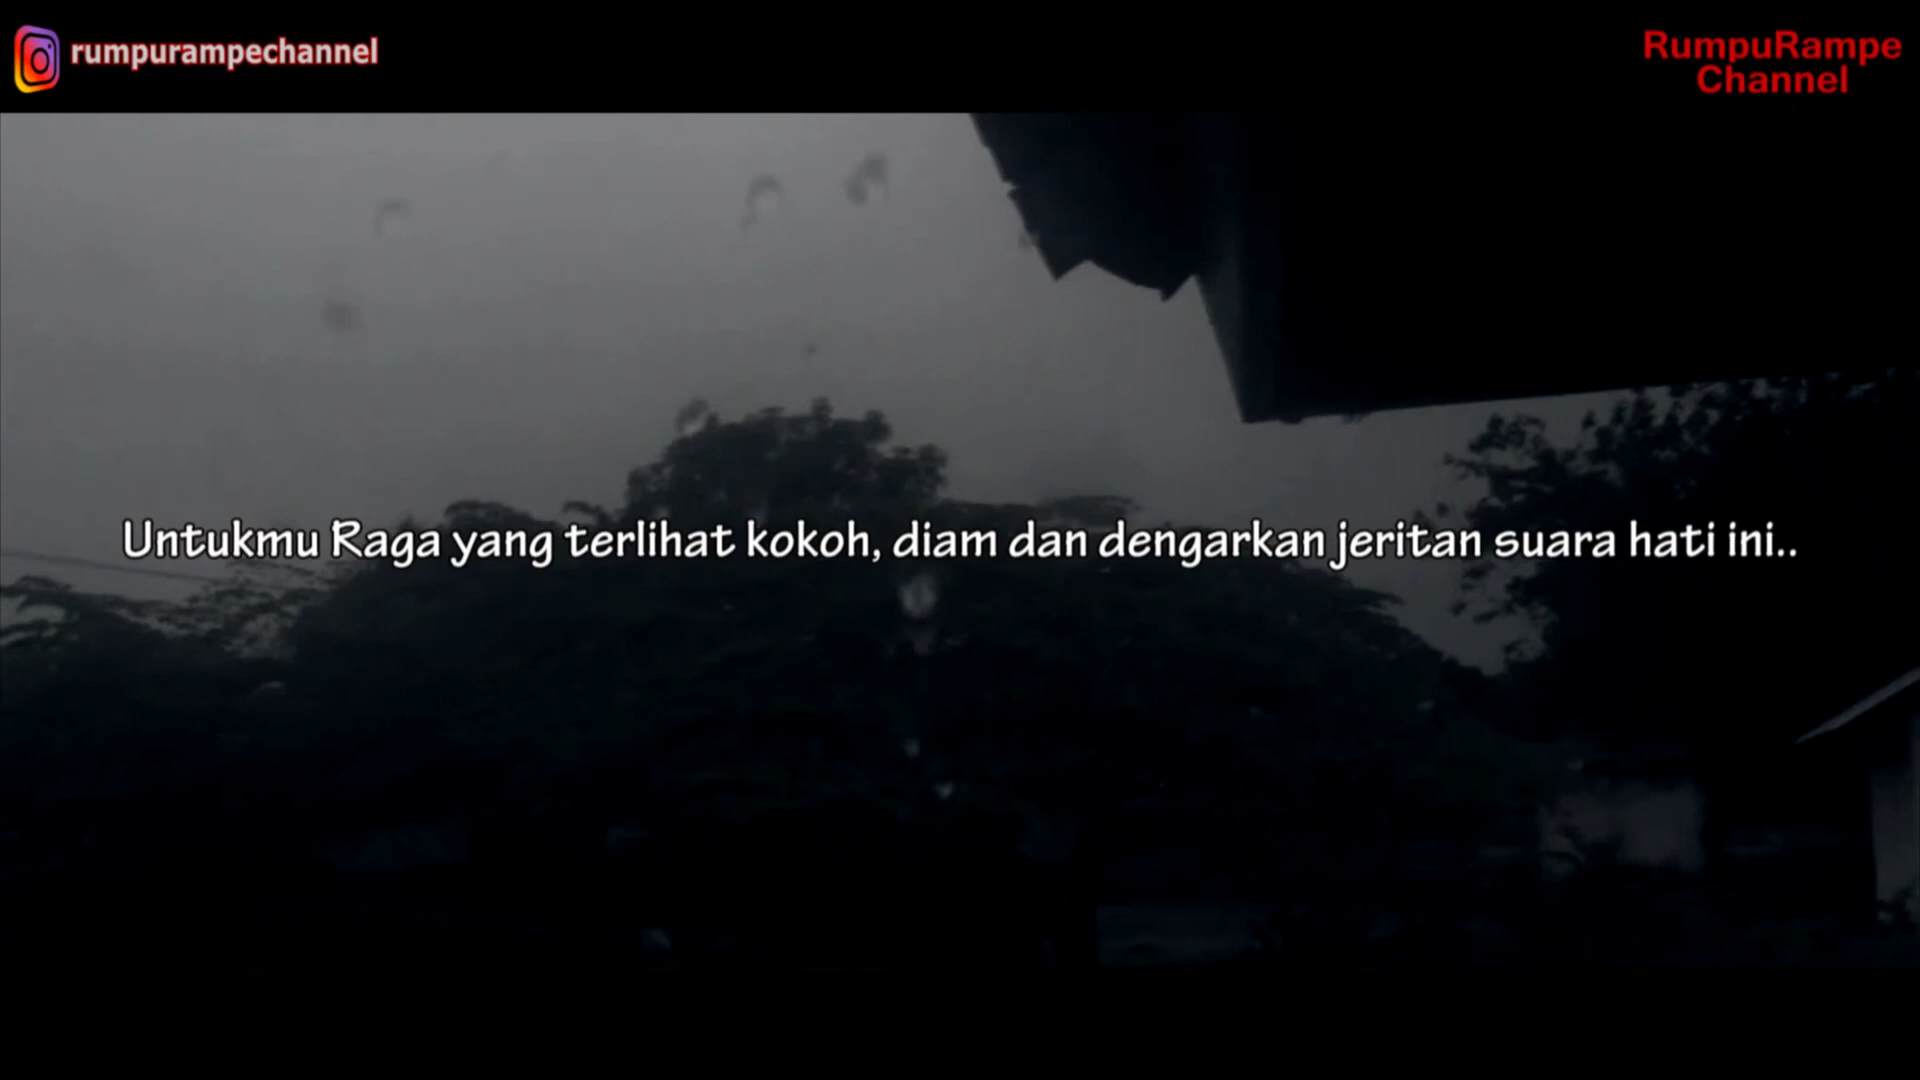 rumpurampechannel
RumpuRampe
Channel
Untukmu Raga yang terlihat kokoh, diam dan dengarkan jeritan suara hati ini..